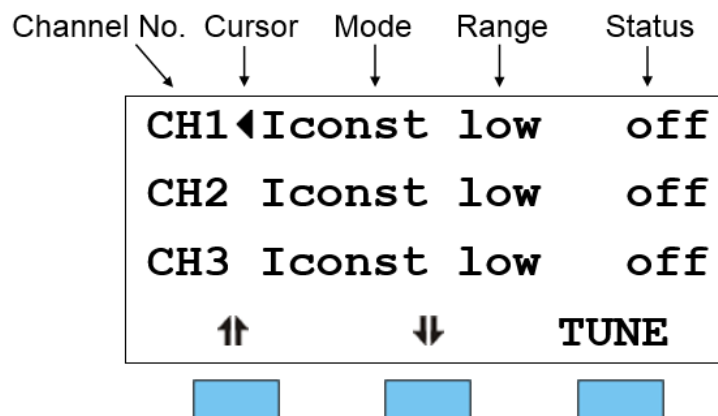 Channel No. Cursor Mode Range Status
CH1◀Iconst low off
CH2 Iconst low off
CH3 Iconst low off
⥮ ⥯ TUNE